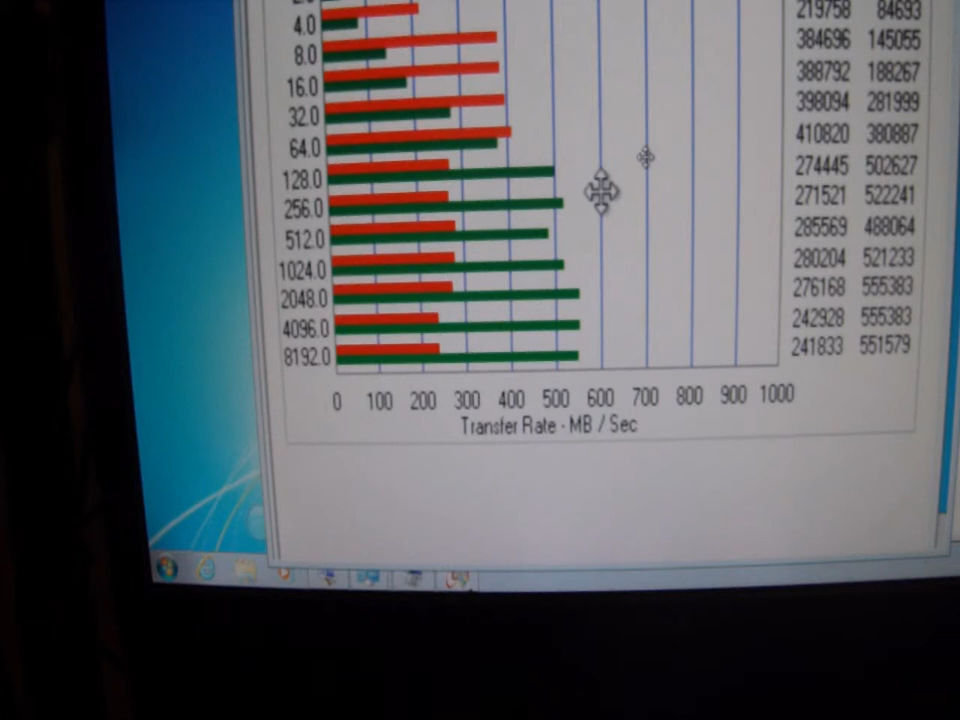 4.0 219758 84693
8.0 384696 145055
16.0 388792 188267
32.0 398094 281999
64.0 410820 380887
128.0 274445 502627
256.0 271521 522241
512.0 285569 488064
1024.0 280204 521233
2048.0 276168 555383
4096.0 242928 555383
8192.0 241833 551579
0 100 200 300 400 500 600 700 800 900 1000
Transfer Rate - MB / Sec